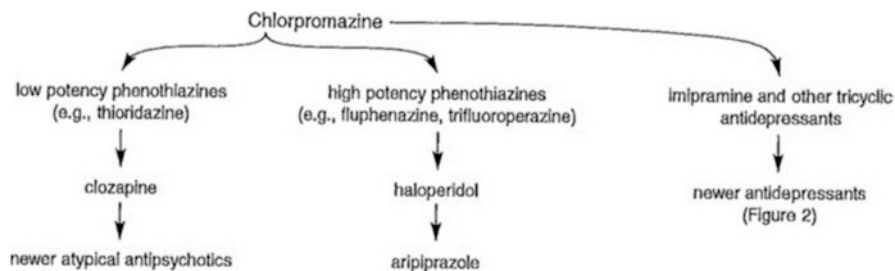 Chlorpromazine
low potency phenothiazines
(e.g., thioridazine)
high potency phenothiazines
(e.g., fluphenazine, trifluoroperazine)
imipramine and other tricyclic
antidepressants
clozapine
haloperidol
newer antidepressants
(Figure 2)
newer atypical antipsychotics
aripiprazole